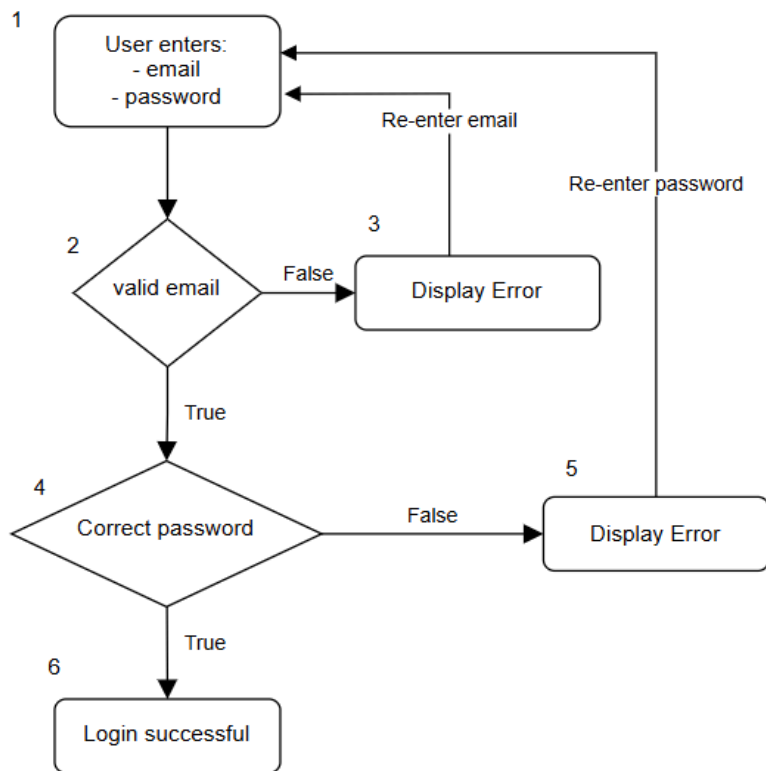 1
User enters:
- email
- password
Re-enter email
Re-enter password
2
valid email
False
3
Display Error
True
4
Correct password
False
5
Display Error
True
6
Login successful